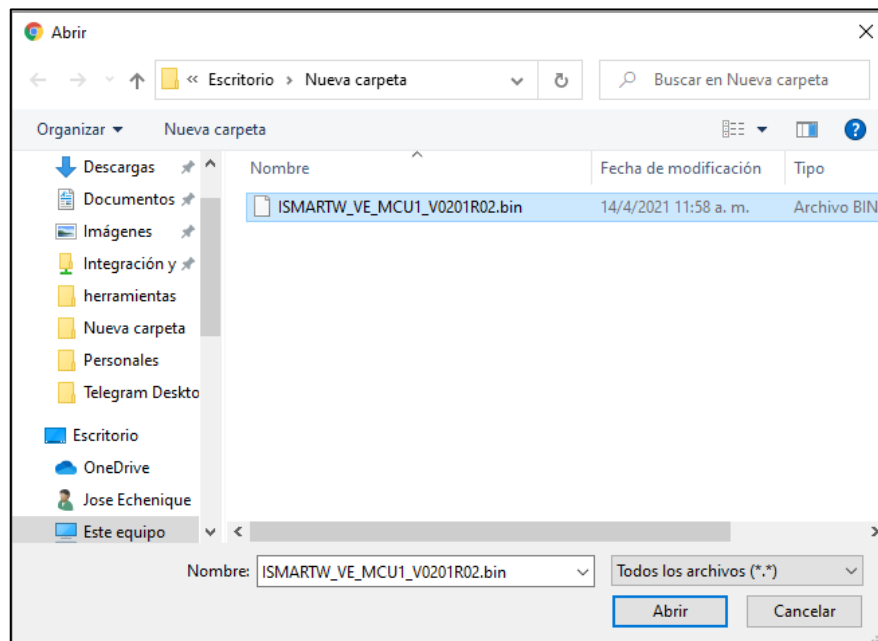 Abrir
« Escritorio › Nueva carpeta
Buscar en Nueva carpeta
Organizar
Nueva carpeta
?
Nombre
Fecha de modificación
Tipo
ISMARTW_VE_MCU1_V0201R02.bin
14/4/2021 11:58 a. m.
Archivo BIN
Descargas
Documentos
Imágenes
Integración y
herramientas
Nueva carpeta
Personales
Telegram Deskto
Escritorio
OneDrive
Jose Echenique
Este equipo
Nombre:
ISMARTW_VE_MCU1_V0201R02.bin
Todos los archivos (*.*)
Abrir
Cancelar